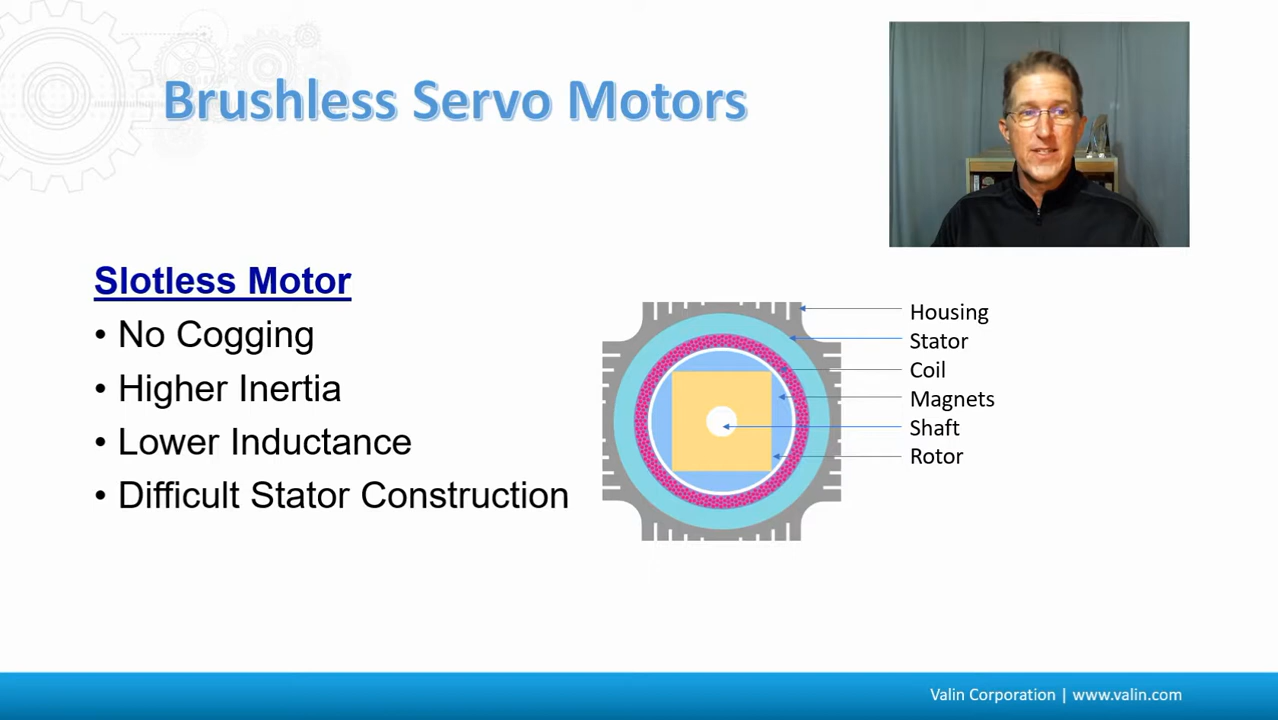 Brushless Servo Motors
Slotless Motor
• No Cogging
• Higher Inertia
• Lower Inductance
• Difficult Stator Construction
Housing
Stator
Coil
Magnets
Shaft
Rotor
Valin Corporation | www.valin.com